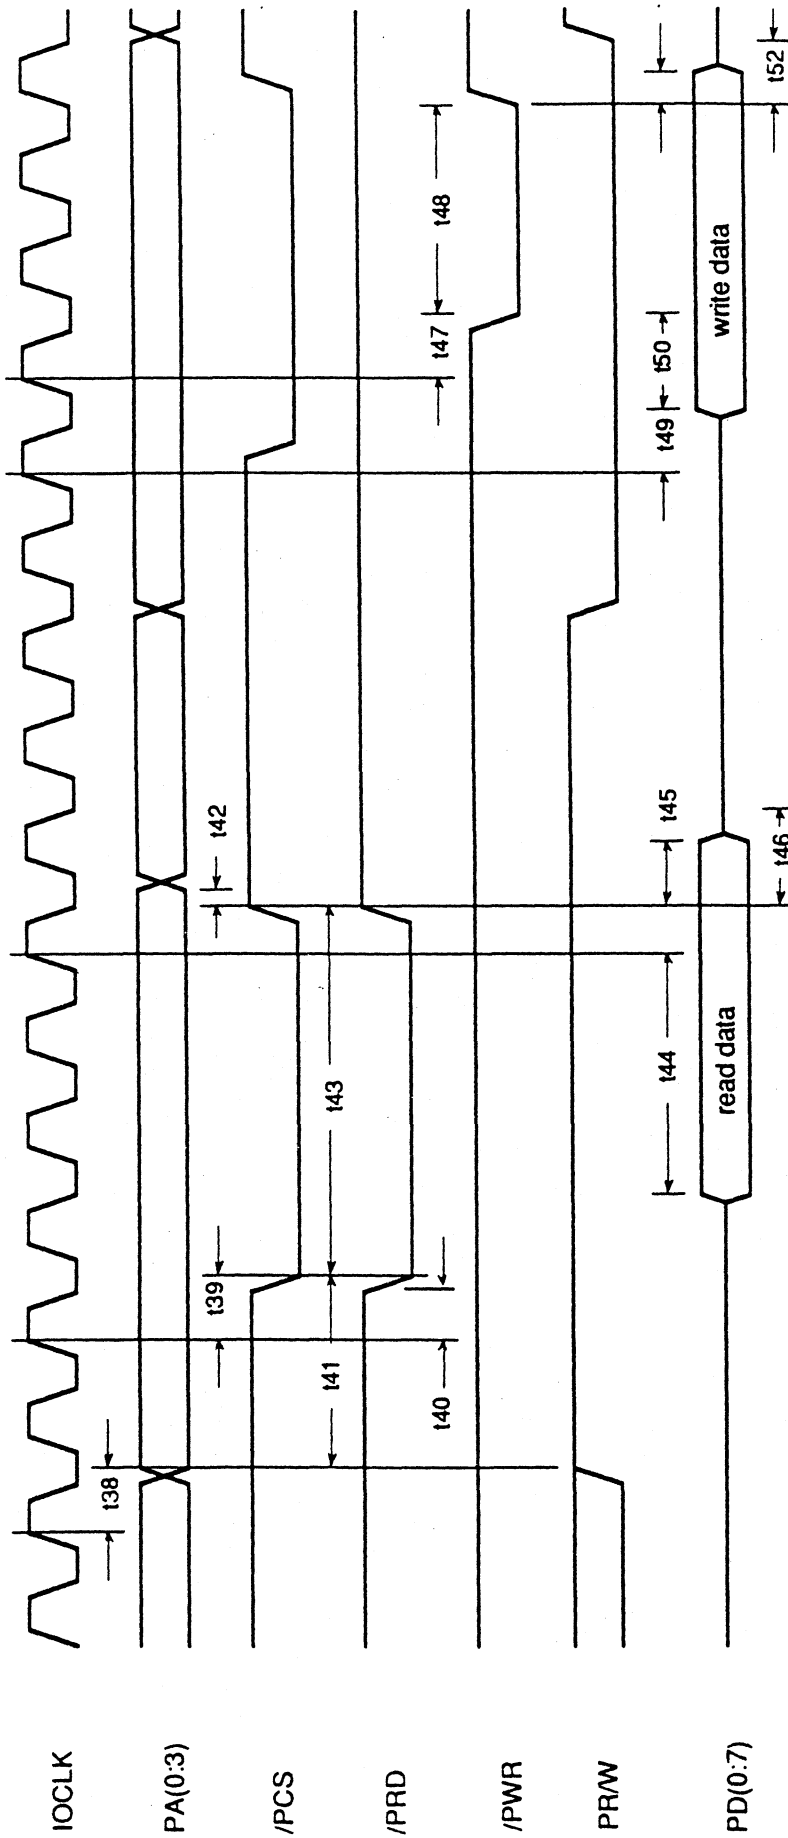 IOCLK
PA(0:3)
/PCS
/PRD
/PWR
PR/W
PD(0:7)
t38
t39
t40
t41
t42
t43
t44
t45
t46
t47
t48
t49
t50
t52
read data
write data